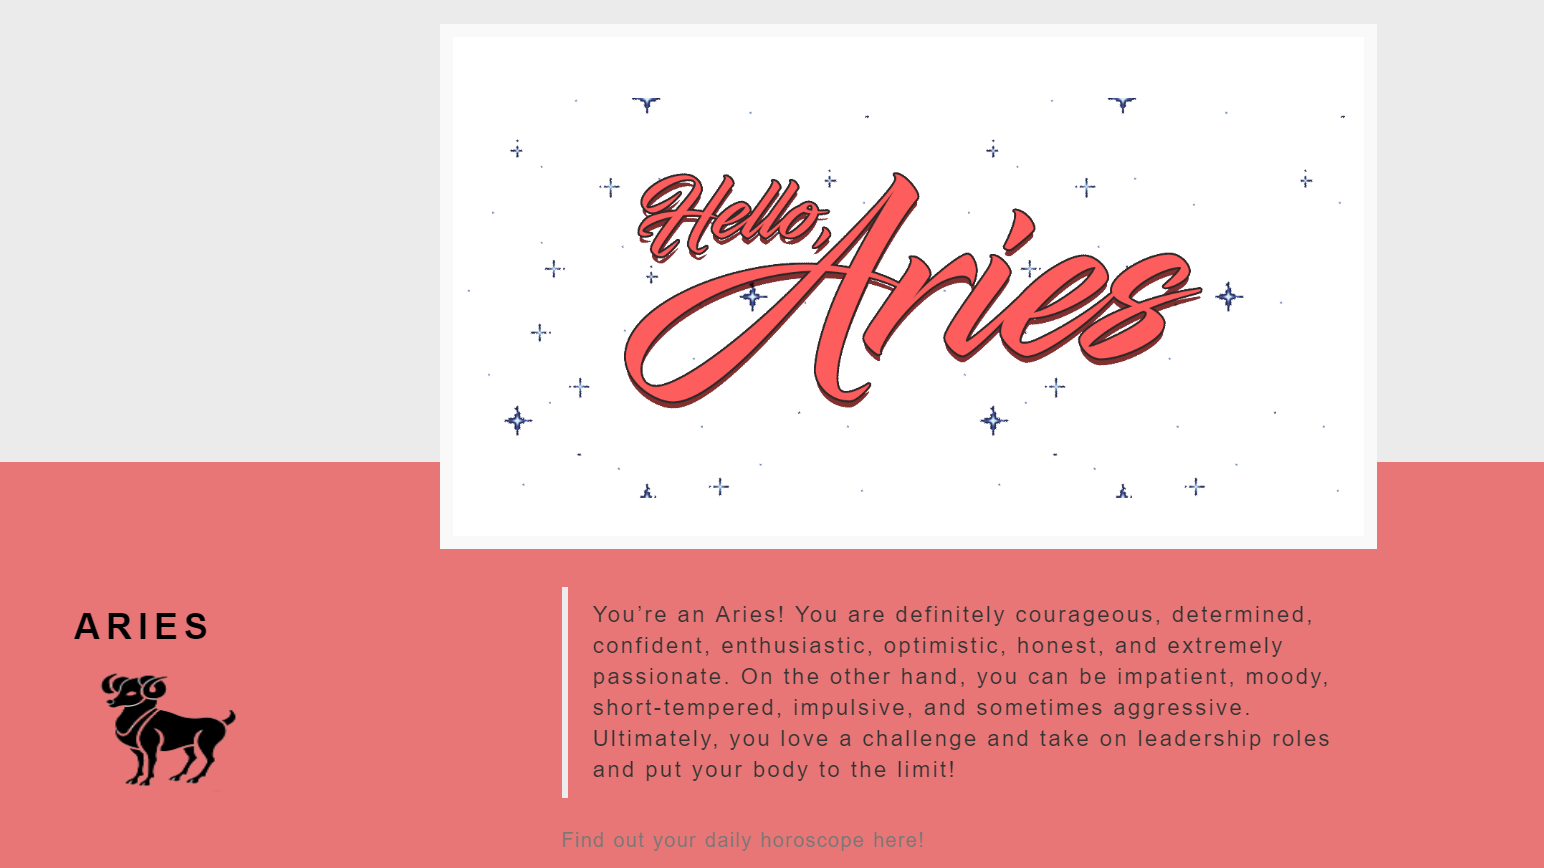 Hello,
Aries
ARIES
You’re an Aries! You are definitely courageous, determined,
confident, enthusiastic, optimistic, honest, and extremely
passionate. On the other hand, you can be impatient, moody,
short-tempered, impulsive, and sometimes aggressive.
Ultimately, you love a challenge and take on leadership roles
and put your body to the limit!
Find out your daily horoscope here!